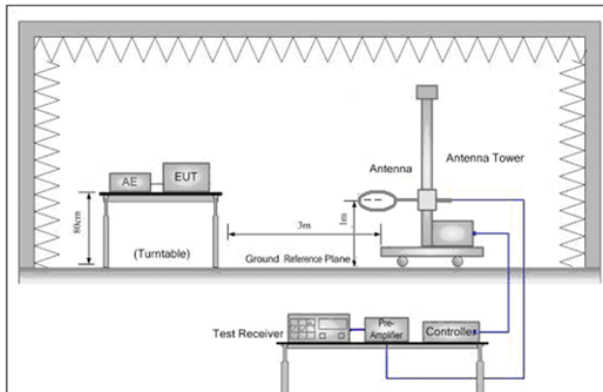 Antenna
Antenna Tower
AE
EUT
80cm
(Turntable)
3m
1m
Ground Reference Plane
Test Receiver
Pre-
Amplifier
Controller